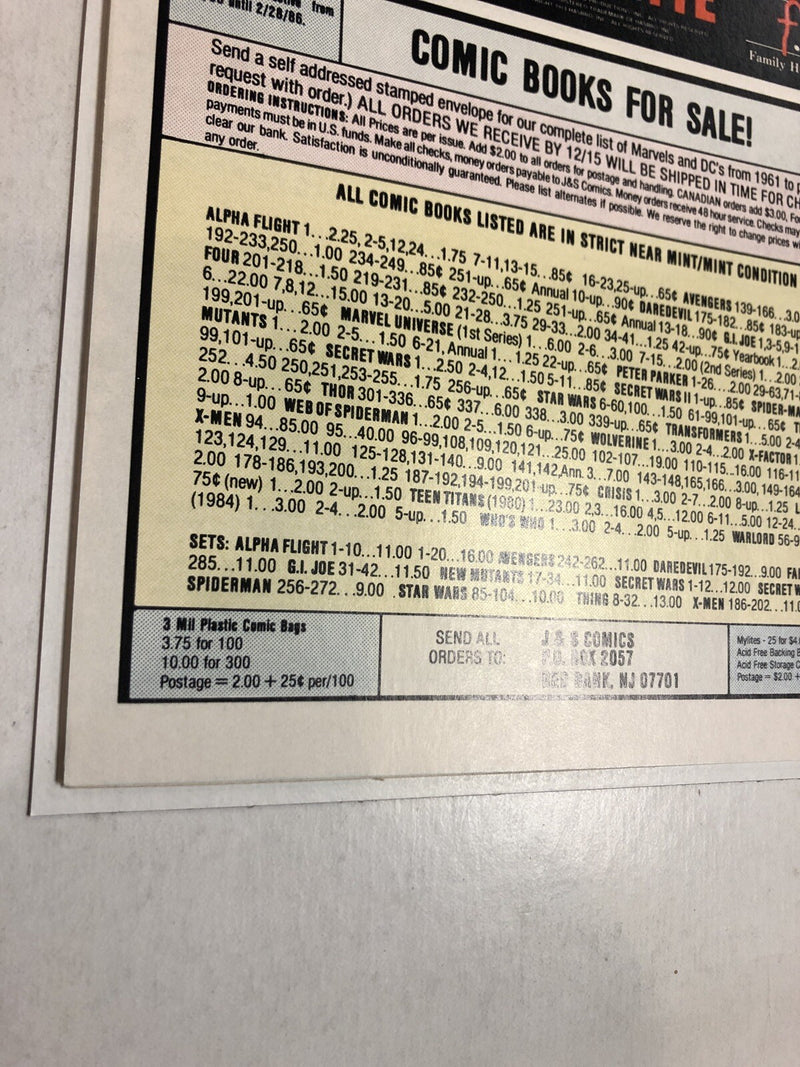 until 2/28/86. from
Family H
COMIC BOOKS FOR SALE!
Send a self addressed stamped envelope for our complete list of Marvels and DC's from 1961 to
request with order.) ALL ORDERS WE RECEIVE BY 12/15 WILL BE SHIPPED IN TIME FOR CH
ORDERING INSTRUCTIONS: All Prices are per issue. Add $2.00 to all orders for postage and handling. CANADIAN orders add $3.00,
payments must be in U.S. funds. Make all checks, money orders payable to J&S Comics. Money orders receive 48 hour service. Checks may
clear our bank. Satisfaction is unconditionally guaranteed. Please list alternates if possible. We reserve the right to change prices
any order.
ALL COMIC BOOKS LISTED ARE IN STRICT NEAR MINT/MINT CONDITION
ALPHA FLIGHT 1...2.25, 2-5,12,24...1.75 7-11,13-15...85¢ 16-23,25-up...65¢ AVENGERS 139-166...3.0
192-233,250...1.00 234-249...85¢ 251-up...65¢ Annual 10-up...90¢ DAREDEVIL 175-182...85¢ 183-up
FOUR 201-218...1.50 219-231...85¢ 232-250...1.25 251-up...65¢ Annual 13-18...90¢ G.I. JOE 1,3-5,9-1
6...22.00 7,8,12...15.00 13-20...5.00 21-28...3.75 29-33...2.00 34-41...1.25 42-up...75¢ Yearbook 1...2.
199,201-up...65¢ MARVEL UNIVERSE (1st Series) 1...6.00 2-6...3.00 7-15...2.00 (2nd Series) 1...2.00
MUTANTS 1...2.00 2-5...1.50 6-21, Annual 1...1.25 22-up...65¢ PETER PARKER 1-26...2.00 29-63,71-
99,101-up...65¢ SECRET WARS 1...2.50 2-4,12...1.50 5-11...85¢ SECRET WARS II 1-up...85¢ SPIDER-MA
252...4.50 250,251,253-255...1.75 256-up...65¢ STAR WARS 6-60,100...1.50 61-99,101-up...65¢ T
2.00 8-up...65¢ THOR 301-336...65¢ 337...6.00 338...3.00 339-up...65¢ TRANSFORMERS 1...5.00 2-4
9-up...1.00 WEB OF SPIDERMAN 1...2.00 2-5...1.50 6-up...75¢ WOLVERINE 1...3.00 2-4...2.00 X-FACTOR 1
X-MEN 94...85.00 95...40.00 96-99,108,109,120,121...25.00 102-107...19.00 110-115...16.00 116-11
123,124,129...11.00 125-128,131-140...9.00 141,142,Ann. 3...7.00 143-148,165,166...3.00, 149-164
2.00 178-186,193,200...1.25 187-192,194-199,201-up...75¢ CRISIS 1...3.00 2-7...2.00 8-up...1.25 L
75¢ (new) 1...2.00 2-up...1.50 TEEN TITANS (1980) 1...23.00 2,3...16.00 4,5...12.00 6-11...5.00 12-24...
(1984) 1...3.00 2-4...2.00 5-up...1.50 WHO'S WHO 1...3.00 2-4...2.00 5-up...1.25 WARLORD 56-9
SETS: ALPHA FLIGHT 1-10...11.00 1-20...16.00 AVENGERS 242-262...11.00 DAREDEVIL 175-192...9.00 FA
285...11.00 G.I. JOE 31-42...11.50 NEW MUTANTS 17-34...11.00 SECRET WARS 1-12...12.00 SECRET W
SPIDERMAN 256-272...9.00 STAR WARS 85-104...10.00 THING 8-32...13.00 X-MEN 186-202...11.0
3 Mil Plastic Comic Bags
3.75 for 100
10.00 for 300
Postage = 2.00 + 25¢ per/100
SEND ALL
ORDERS TO:
J & S COMICS
P.O. BOX 2057
RED BANK, NJ 07701
Mylites - 25 for $4.
Acid Free Backing B
Acid Free Storage C
Postage = $2.00 +